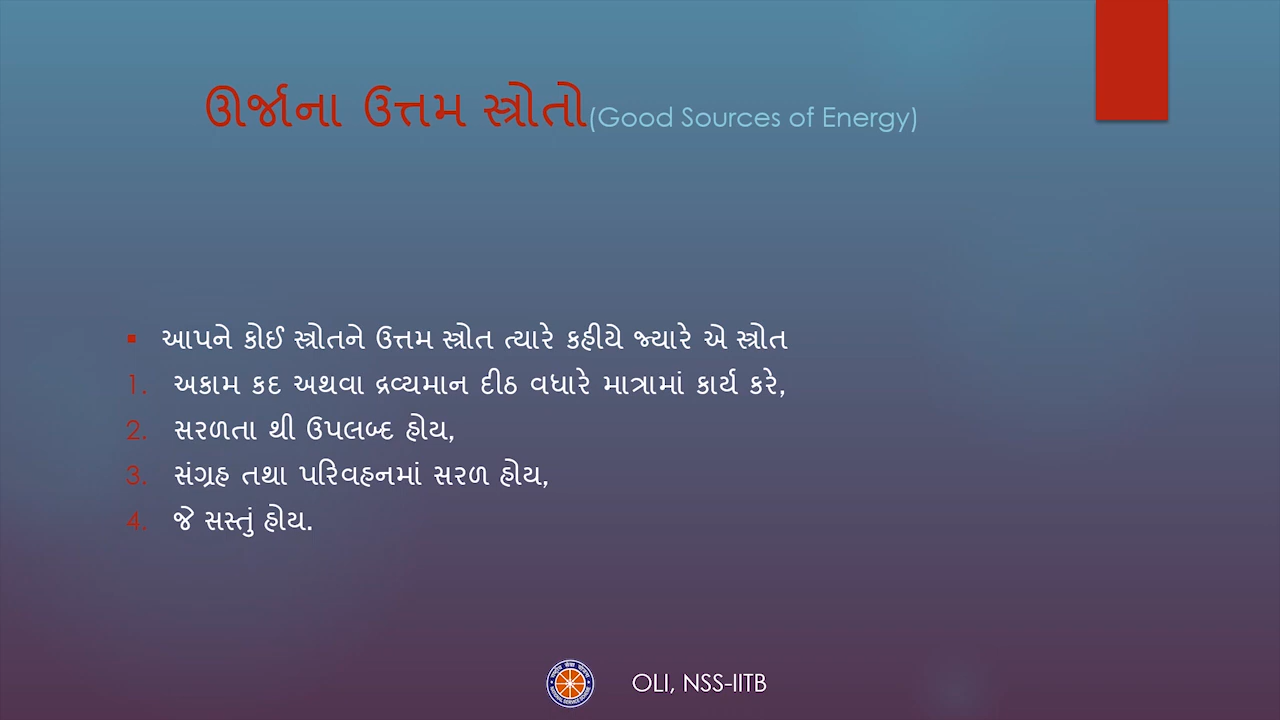 ઊર્જાના ઉત્તમ સ્ત્રોતો(Good Sources of Energy)
▪ આપને કોઈ સ્ત્રોતને ઉત્તમ સ્ત્રોત ત્યારે કહીયે જ્યારે એ સ્ત્રોત
1. અકામ કદ અથવા દ્રવ્યમાન દીઠ વધારે માત્રામાં કાર્ય કરે,
2. સરળતા થી ઉપલબ્દ હોય,
3. સંગ્રહ તથા પરિવહનમાં સરળ હોય,
4. જે સસ્તું હોય.
OLI, NSS-IITB